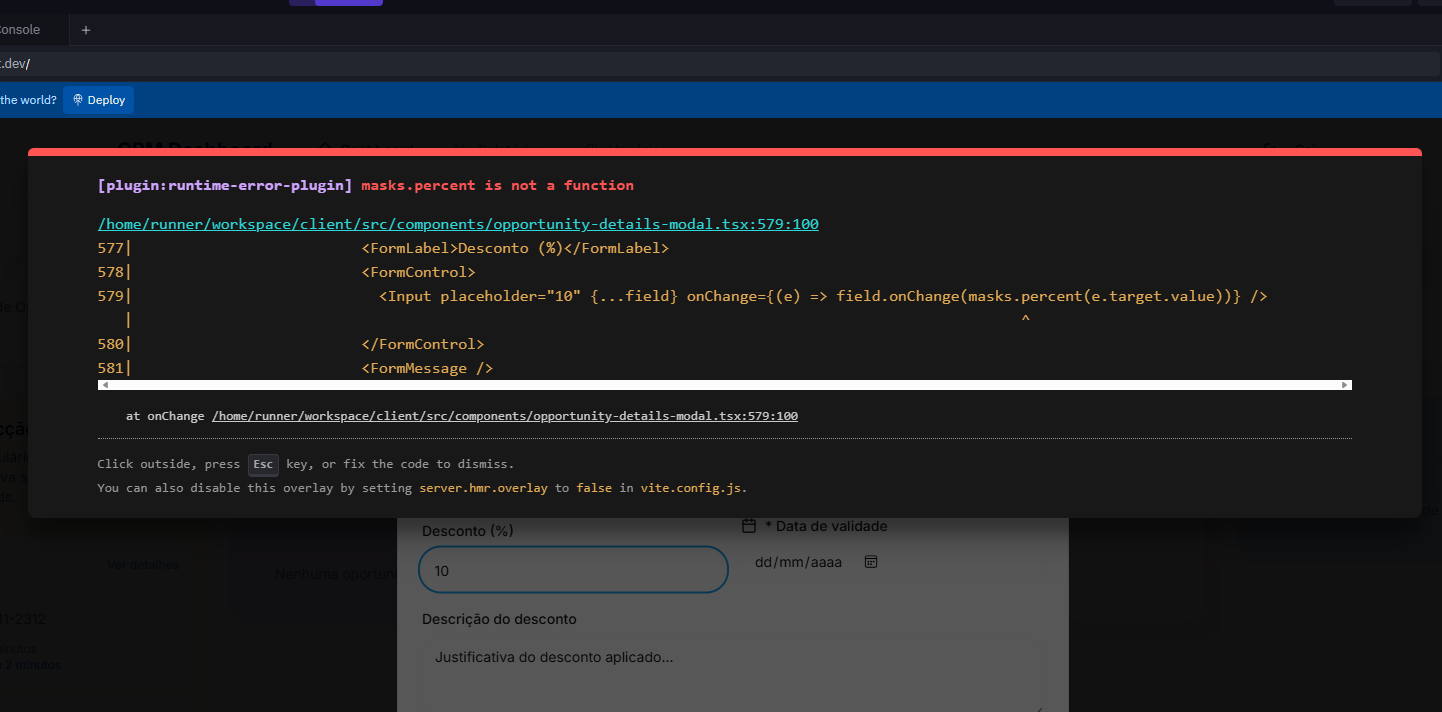 Console +
.dev/
the world? Deploy
CRM Dashboard
[plugin:runtime-error-plugin] masks.percent is not a function
/home/runner/workspace/client/src/components/opportunity-details-modal.tsx:579:100
577| <FormLabel>Desconto (%)</FormLabel>
578| <FormControl>
579| <Input placeholder="10" {...field} onChange={(e) => field.onChange(masks.percent(e.target.value))} />
| ^
580| </FormControl>
581| <FormMessage />
at onChange /home/runner/workspace/client/src/components/opportunity-details-modal.tsx:579:100
Click outside, press Esc key, or fix the code to dismiss.
You can also disable this overlay by setting server.hmr.overlay to false in vite.config.js.
Desconto (%)
* Data de validade
10
dd/mm/aaaa
Ver detalhes
Nenhuma oportun
Descrição do desconto
11-2312
Justificativa do desconto aplicado...
minutos
2 minutos